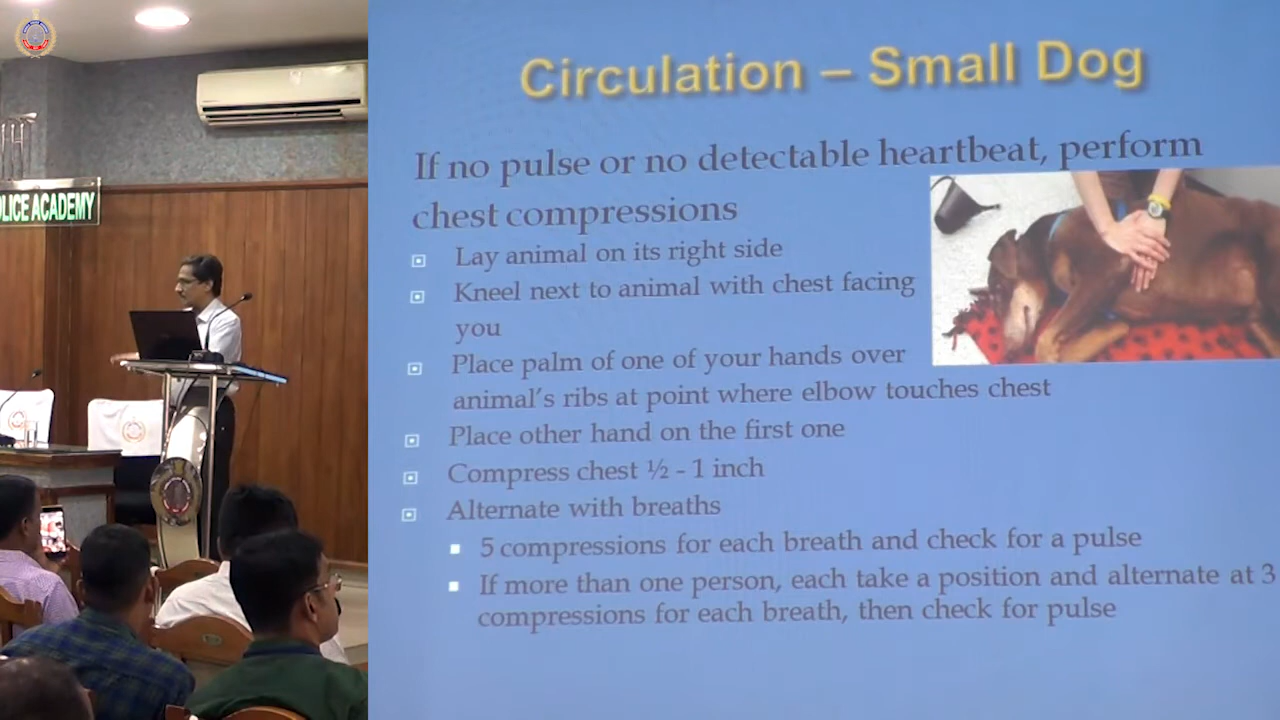 LICE ACADEMY
Circulation – Small Dog
If no pulse or no detectable heartbeat, perform
chest compressions
Lay animal on its right side
Kneel next to animal with chest facing
you
Place palm of one of your hands over
animal's ribs at point where elbow touches chest
Place other hand on the first one
Compress chest ½ - 1 inch
Alternate with breaths
5 compressions for each breath and check for a pulse
If more than one person, each take a position and alternate at 3
compressions for each breath, then check for pulse